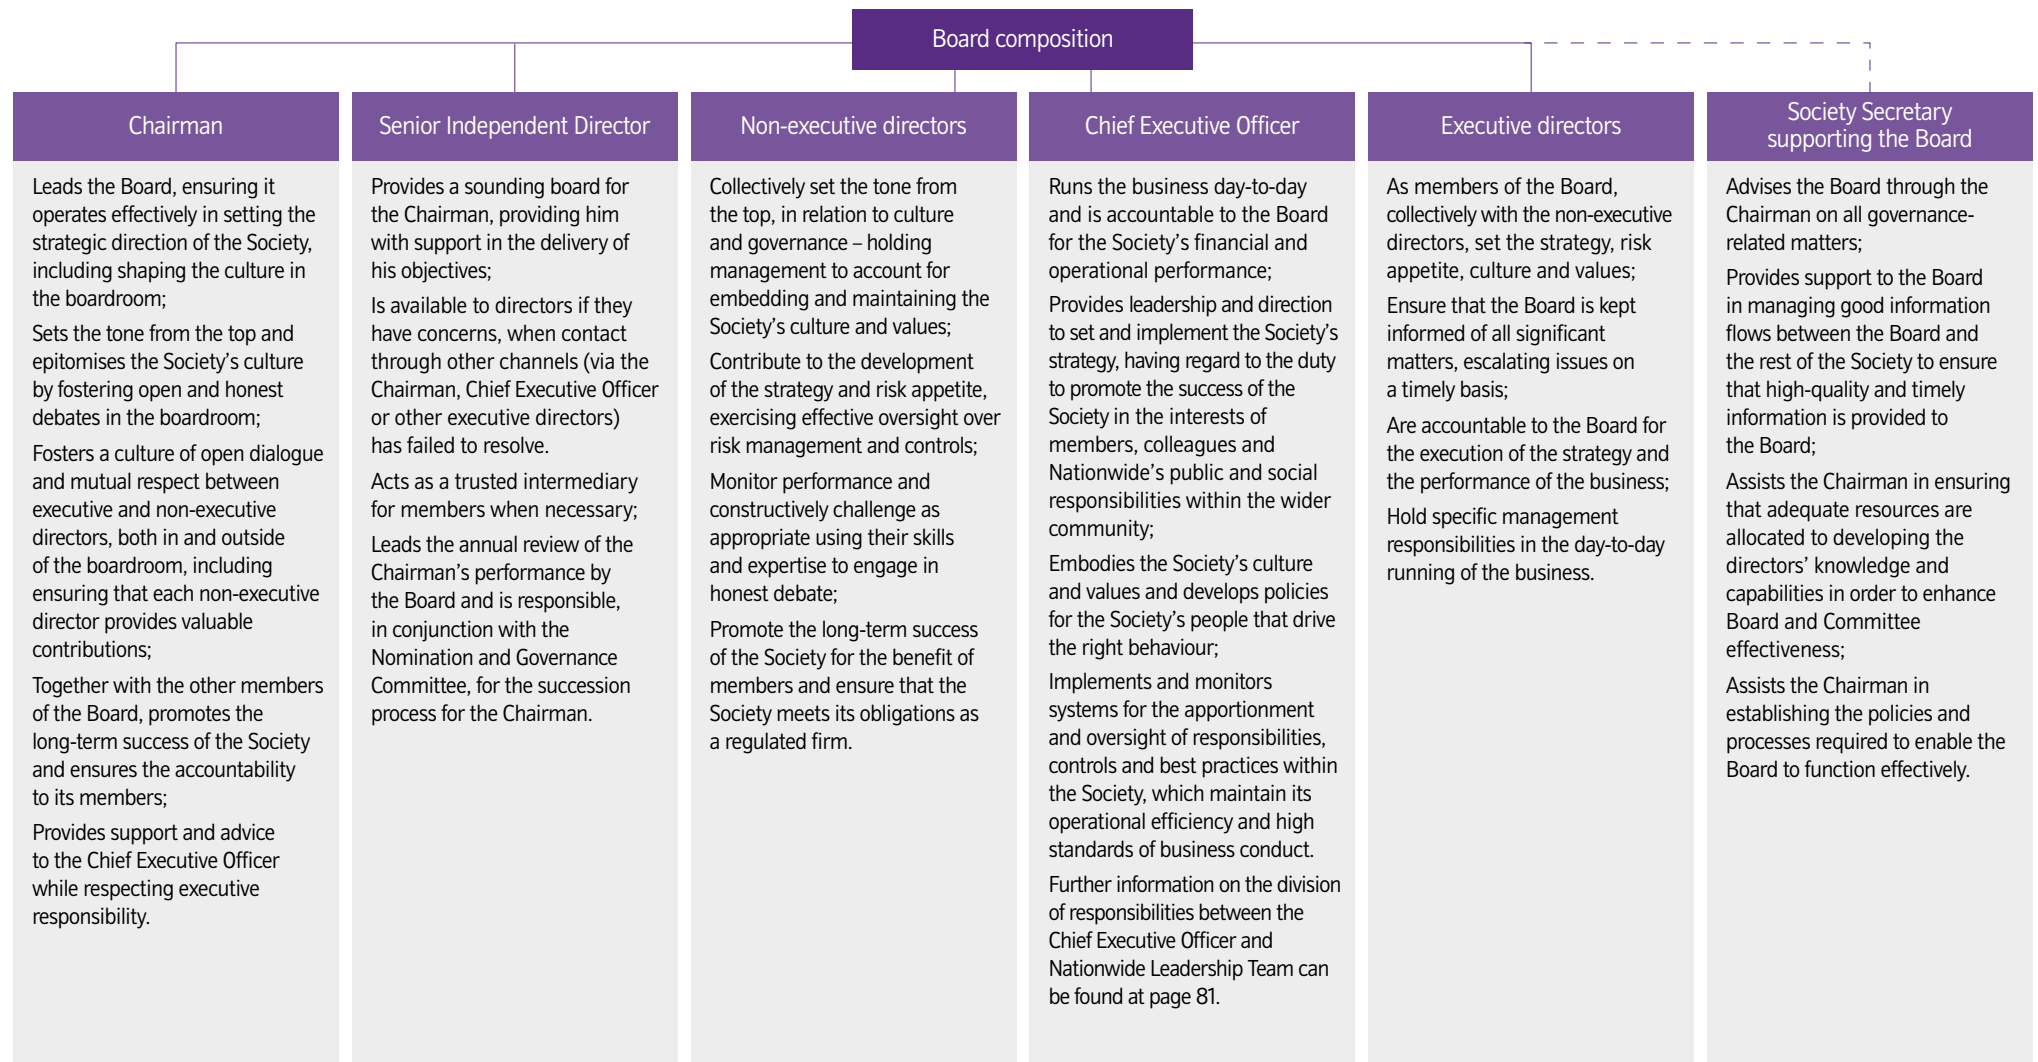 Board composition
Chairman
Leads the Board, ensuring it
operates effectively in setting the
strategic direction of the Society,
including shaping the culture in
the boardroom;
Sets the tone from the top and
epitomises the Society's culture
by fostering open and honest
debates in the boardroom;
Fosters a culture of open dialogue
and mutual respect between
executive and non-executive
directors, both in and outside
of the boardroom, including
ensuring that each non-executive
director provides valuable
contributions;
Together with the other members
of the Board, promotes the
long-term success of the Society
and ensures the accountability
to its members;
Provides support and advice
to the Chief Executive Officer
while respecting executive
responsibility.
Senior Independent Director
Provides a sounding board for
the Chairman, providing him
with support in the delivery of
his objectives;
Is available to directors if they
have concerns, when contact
through other channels (via the
Chairman, Chief Executive Officer
or other executive directors)
has failed to resolve.
Acts as a trusted intermediary
for members when necessary;
Leads the annual review of the
Chairman's performance by
the Board and is responsible,
in conjunction with the
Nomination and Governance
Committee, for the succession
process for the Chairman.
Non-executive directors
Collectively set the tone from
the top, in relation to culture
and governance – holding
management to account for
embedding and maintaining the
Society's culture and values;
Contribute to the development
of the strategy and risk appetite,
exercising effective oversight over
risk management and controls;
Monitor performance and
constructively challenge as
appropriate using their skills
and expertise to engage in
honest debate;
Promote the long-term success
of the Society for the benefit of
members and ensure that the
Society meets its obligations as
a regulated firm.
Chief Executive Officer
Runs the business day-to-day
and is accountable to the Board
for the Society's financial and
operational performance;
Provides leadership and direction
to set and implement the Society's
strategy, having regard to the duty
to promote the success of the
Society in the interests of
members, colleagues and
Nationwide's public and social
responsibilities within the wider
community;
Embodies the Society's culture
and values and develops policies
for the Society's people that drive
the right behaviour;
Implements and monitors
systems for the apportionment
and oversight of responsibilities,
controls and best practices within
the Society, which maintain its
operational efficiency and high
standards of business conduct.
Further information on the division
of responsibilities between the
Chief Executive Officer and
Nationwide Leadership Team can
be found at page 81.
Executive directors
As members of the Board,
collectively with the non-executive
directors, set the strategy, risk
appetite, culture and values;
Ensure that the Board is kept
informed of all significant
matters, escalating issues on
a timely basis;
Are accountable to the Board for
the execution of the strategy and
the performance of the business;
Hold specific management
responsibilities in the day-to-day
running of the business.
Society Secretary
supporting the Board
Advises the Board through the
Chairman on all governance-
related matters;
Provides support to the Board
in managing good information
flows between the Board and
the rest of the Society to ensure
that high-quality and timely
information is provided to
the Board;
Assists the Chairman in ensuring
that adequate resources are
allocated to developing the
directors' knowledge and
capabilities in order to enhance
Board and Committee
effectiveness;
Assists the Chairman in
establishing the policies and
processes required to enable the
Board to function effectively.